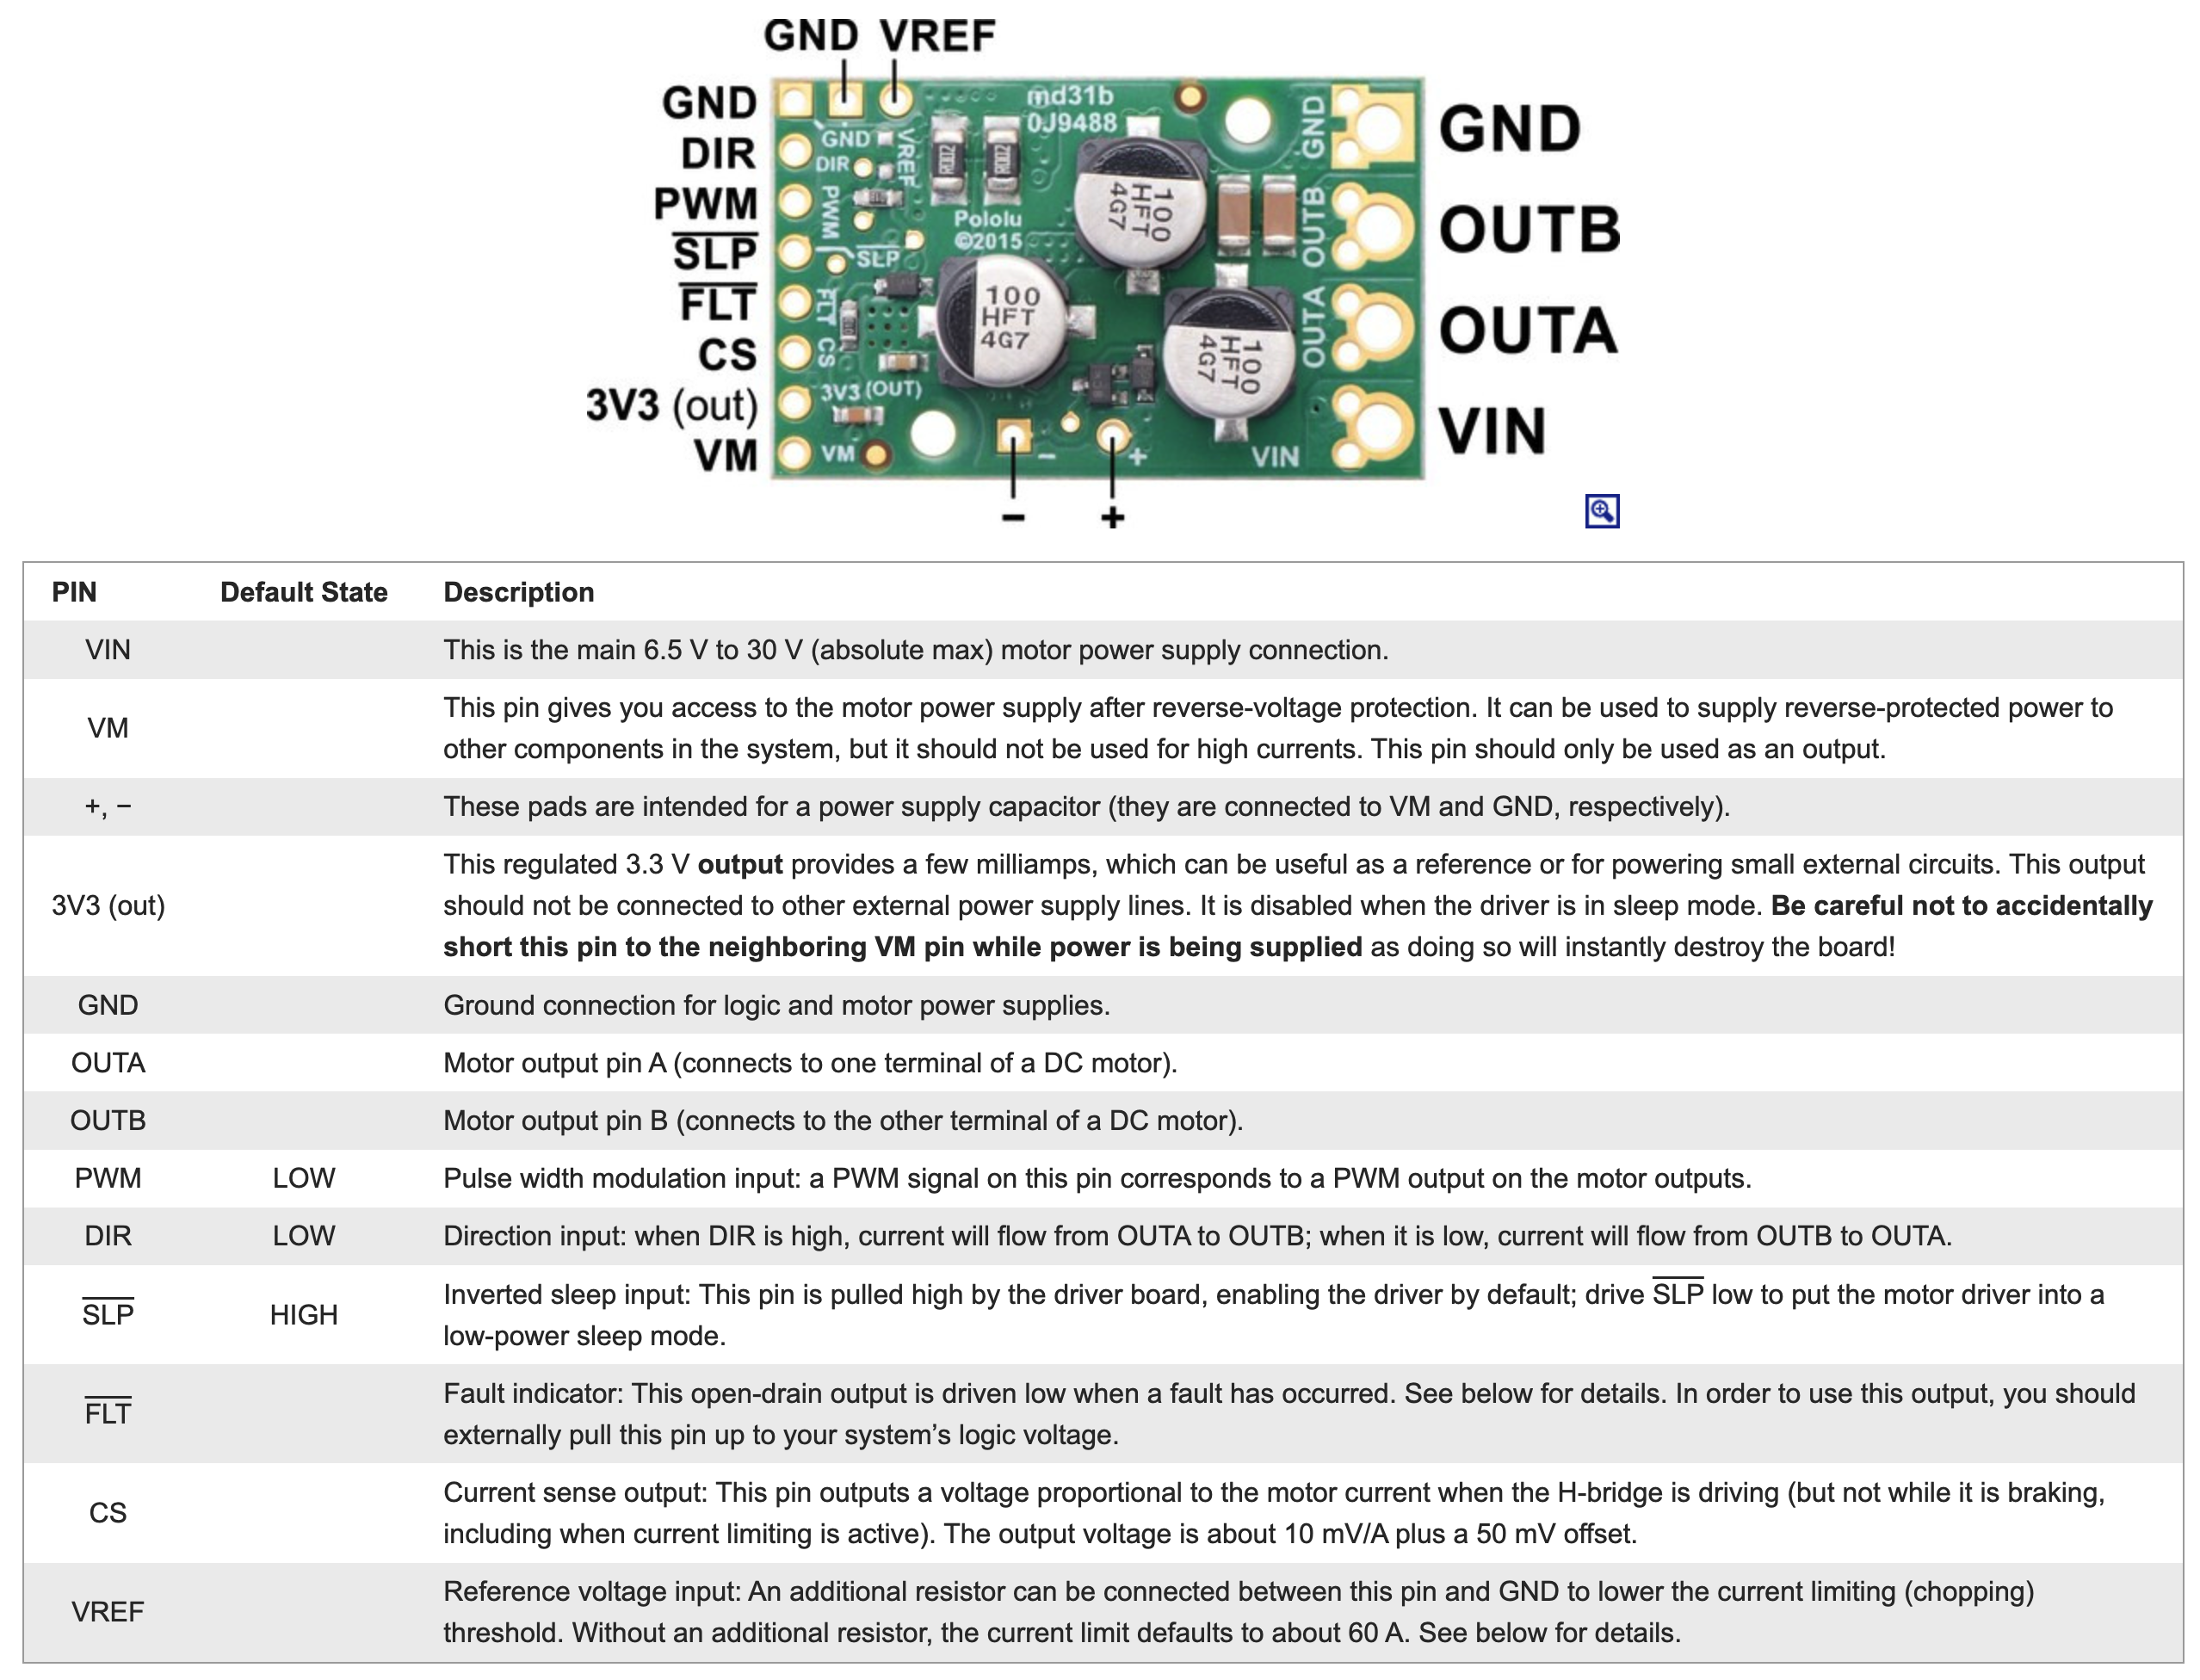 GND VREF
GND
DIR
PWM
SLP
FLT
CS
3V3 (out)
VM
GND
OUTB
OUTA
VIN
− +
md31b
0J9488
GND
DIR
VREF
PWM
SLP
FLT
CS
3V3 (OUT)
VM
R002
R002
Pololu
©2015
100
HFT
4G7
100
HFT
4G7
100
HFT
4G7
GND
OUTB
OUTA
VIN
− +
PIN Default State Description
VIN This is the main 6.5 V to 30 V (absolute max) motor power supply connection.
VM This pin gives you access to the motor power supply after reverse-voltage protection. It can be used to supply reverse-protected power to
other components in the system, but it should not be used for high currents. This pin should only be used as an output.
+, − These pads are intended for a power supply capacitor (they are connected to VM and GND, respectively).
3V3 (out) This regulated 3.3 V output provides a few milliamps, which can be useful as a reference or for powering small external circuits. This output
should not be connected to other external power supply lines. It is disabled when the driver is in sleep mode. Be careful not to accidentally
short this pin to the neighboring VM pin while power is being supplied as doing so will instantly destroy the board!
GND Ground connection for logic and motor power supplies.
OUTA Motor output pin A (connects to one terminal of a DC motor).
OUTB Motor output pin B (connects to the other terminal of a DC motor).
PWM LOW Pulse width modulation input: a PWM signal on this pin corresponds to a PWM output on the motor outputs.
DIR LOW Direction input: when DIR is high, current will flow from OUTA to OUTB; when it is low, current will flow from OUTB to OUTA.
SLP HIGH Inverted sleep input: This pin is pulled high by the driver board, enabling the driver by default; drive SLP low to put the motor driver into a
low-power sleep mode.
FLT Fault indicator: This open-drain output is driven low when a fault has occurred. See below for details. In order to use this output, you should
externally pull this pin up to your system’s logic voltage.
CS Current sense output: This pin outputs a voltage proportional to the motor current when the H-bridge is driving (but not while it is braking,
including when current limiting is active). The output voltage is about 10 mV/A plus a 50 mV offset.
VREF Reference voltage input: An additional resistor can be connected between this pin and GND to lower the current limiting (chopping)
threshold. Without an additional resistor, the current limit defaults to about 60 A. See below for details.